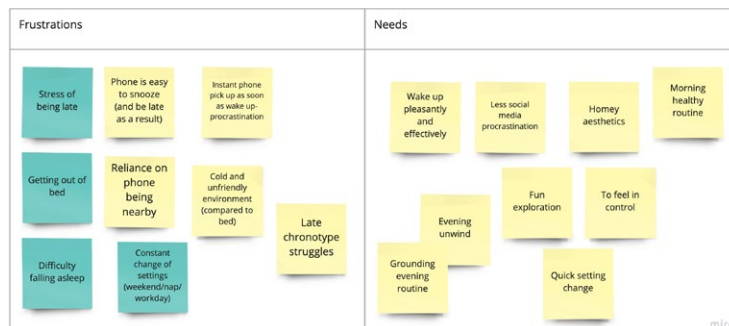 Frustrations
Needs
Stress of
being late
Phone is easy
to snooze
(and be late
as a result)
Instant phone
pick up as soon
as wake up-
procrastination
Getting out of
bed
Reliance on
phone
being
nearby
Cold and
unfriendly
environment
(compared to
bed)
Late
chronotype
struggles
Difficulty
falling asleep
Constant
change of
settings
(weekend/nap/
workday)
Wake up
pleasantly
and
effectively
Less social
media
procrastination
Homey
aesthetics
Morning
healthy
routine
Evening
unwind
Fun
exploration
To feel in
control
Grounding
evening
routine
Quick setting
change
miro